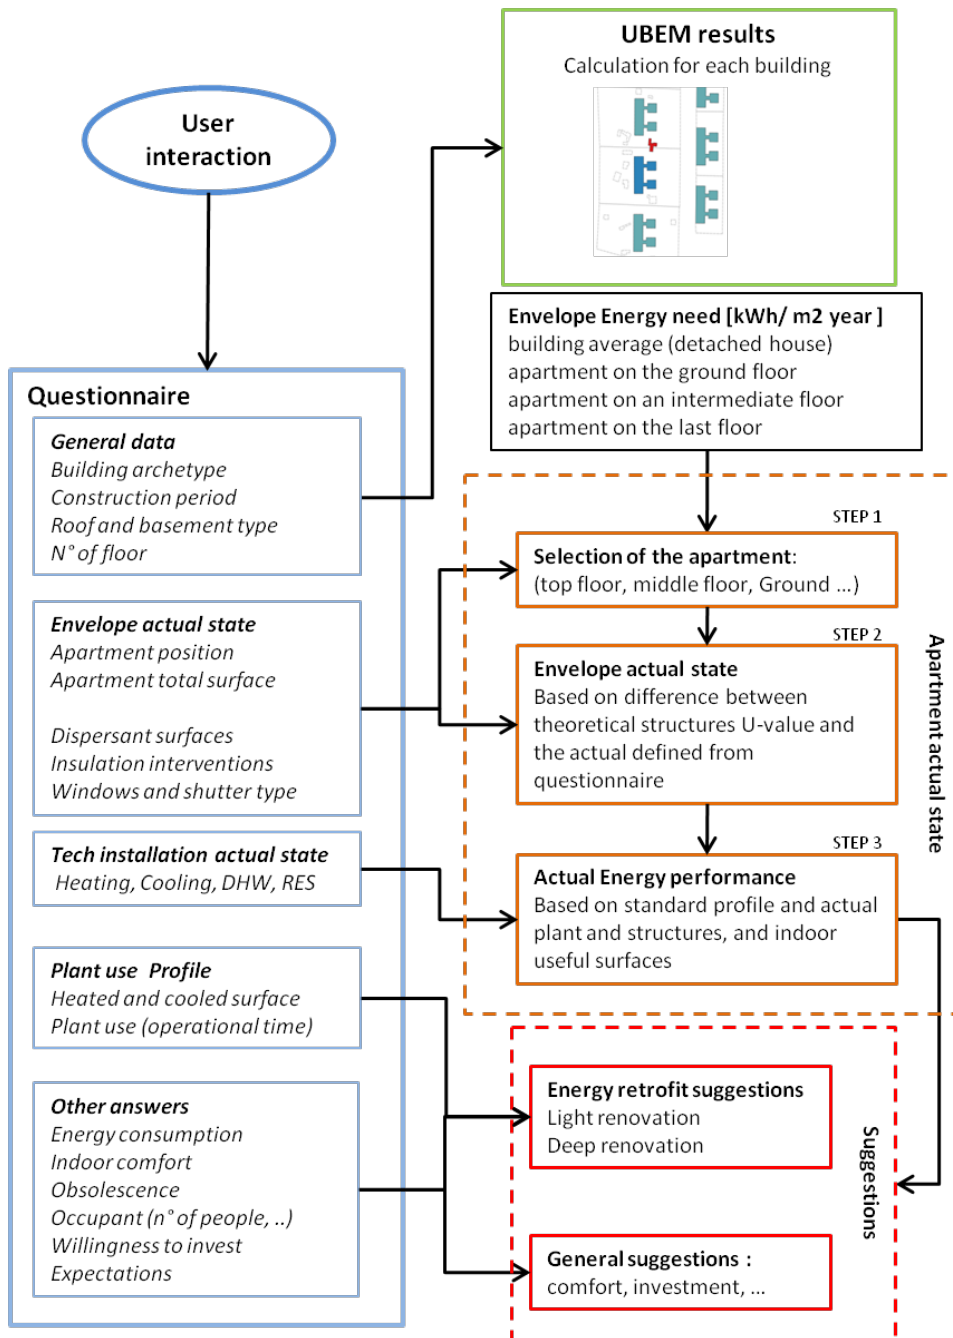 UBEM results
Calculation for each building
User
interaction
Envelope Energy need [kWh/ m2 year ]
building average (detached house)
apartment on the ground floor
apartment on an intermediate floor
apartment on the last floor
Questionnaire
General data
Building archetype
Construction period
Roof and basement type
N° of floor
Envelope actual state
Apartment position
Apartment total surface
Dispersant surfaces
Insulation interventions
Windows and shutter type
Tech installation actual state
Heating, Cooling, DHW, RES
Plant use Profile
Heated and cooled surface
Plant use (operational time)
Other answers
Energy consumption
Indoor comfort
Obsolescence
Occupant (n° of people, ..)
Willingness to invest
Expectations
STEP 1
Selection of the apartment:
(top floor, middle floor, Ground ...)
STEP 2
Envelope actual state
Based on difference between
theoretical structures U-value and
the actual defined from
questionnaire
STEP 3
Actual Energy performance
Based on standard profile and actual
plant and structures, and indoor
useful surfaces
Apartment actual state
Energy retrofit suggestions
Light renovation
Deep renovation
General suggestions :
comfort, investment, ...
Suggestions